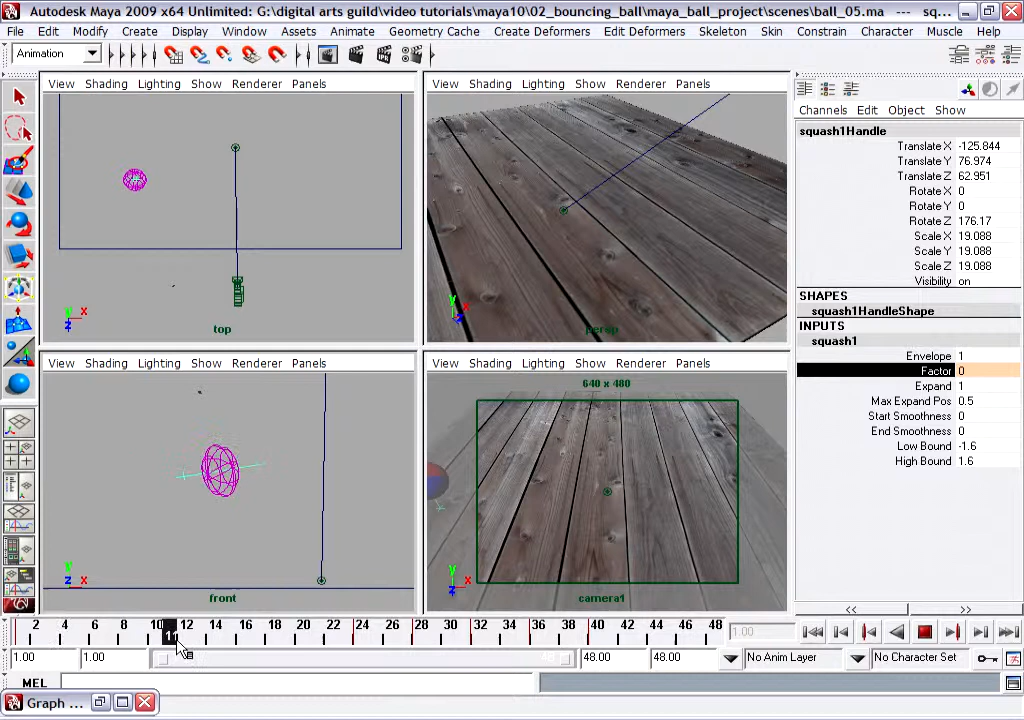 Autodesk Maya 2009 x64 Unlimited: G:\digital arts guild\video tutorials\maya10\02_bouncing_ball\maya_ball_project\scenes\ball_05.ma --- sq...
File Edit Modify Create Display Window Assets Animate Geometry Cache Create Deformers Edit Deformers Skeleton Skin Constrain Character Muscle Help
Animation
View Shading Lighting Show Renderer Panels
View Shading Lighting Show Renderer Panels
top
persp
View Shading Lighting Show Renderer Panels
View Shading Lighting Show Renderer Panels
640 x 480
front
camera1
Channels Edit Object Show
squash1Handle
Translate X -125.844
Translate Y 76.974
Translate Z 62.951
Rotate X 0
Rotate Y 0
Rotate Z 176.17
Scale X 19.088
Scale Y 19.088
Scale Z 19.088
Visibility on
SHAPES
squash1HandleShape
INPUTS
squash1
Envelope 1
Factor 0
Expand 1
Max Expand Pos 0.5
Start Smoothness 0
End Smoothness 0
Low Bound -1.6
High Bound 1.6
<< >>
2 4 6 8 10 12 14 16 18 20 22 24 26 28 30 32 34 36 38 40 42 44 46 48 1.00
11
1.00 1.00 48.00 48.00 No Anim Layer No Character Set
MEL
Graph ...